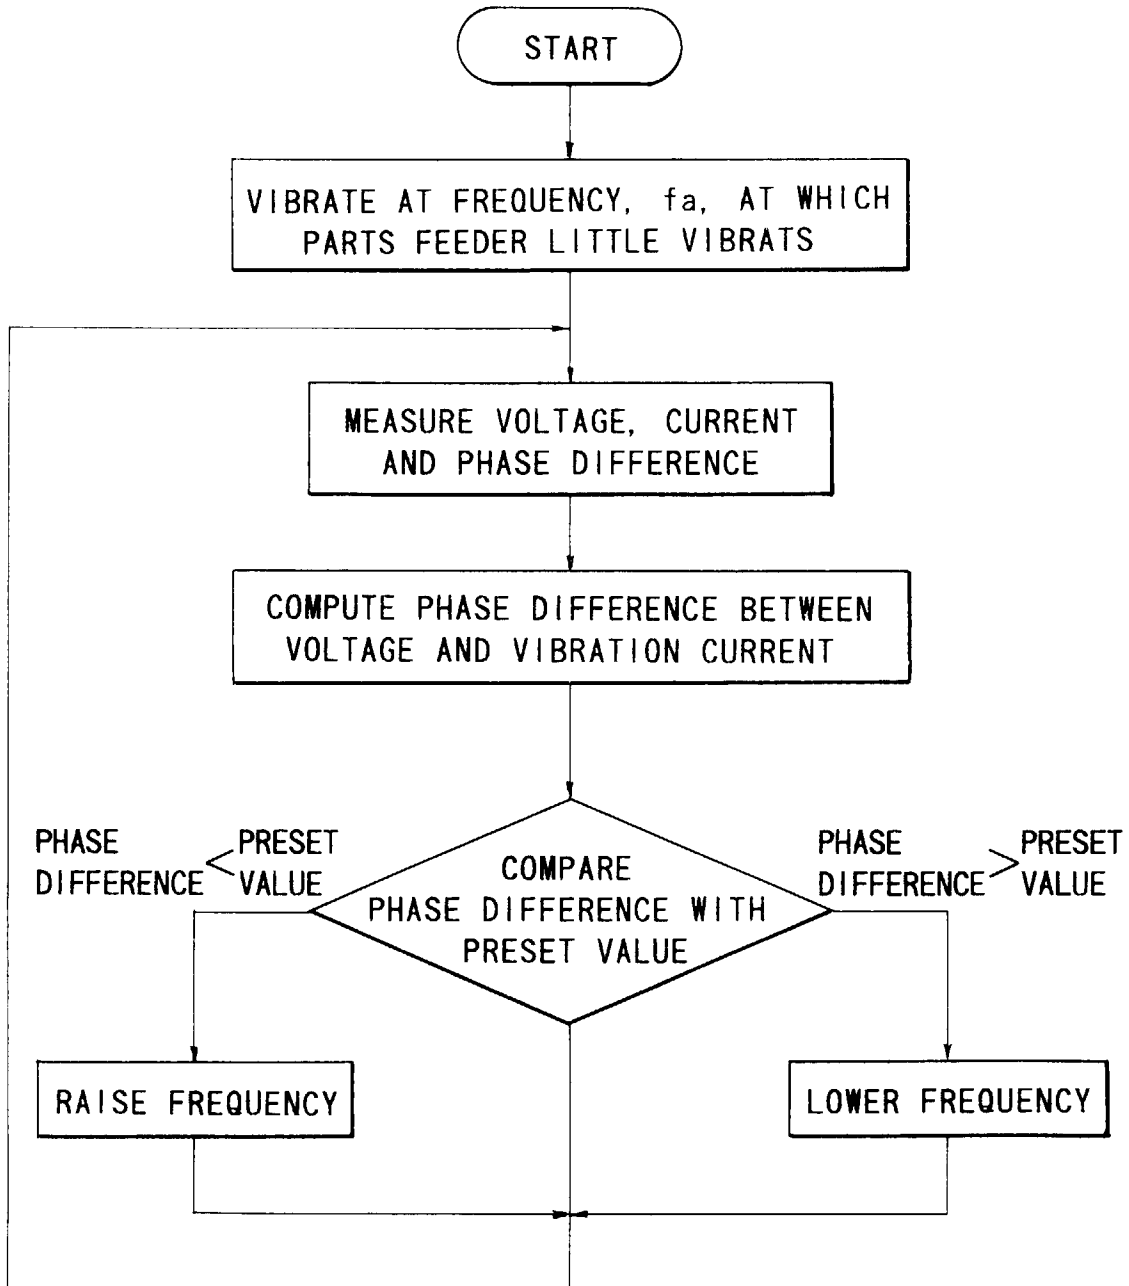 START
VIBRATE AT FREQUENCY, fa, AT WHICH
PARTS FEEDER LITTLE VIBRATS
MEASURE VOLTAGE, CURRENT
AND PHASE DIFFERENCE
COMPUTE PHASE DIFFERENCE BETWEEN
VOLTAGE AND VIBRATION CURRENT
PHASE
DIFFERENCE < PRESET
VALUE
COMPARE
PHASE DIFFERENCE WITH
PRESET VALUE
PHASE
DIFFERENCE > PRESET
VALUE
RAISE FREQUENCY
LOWER FREQUENCY